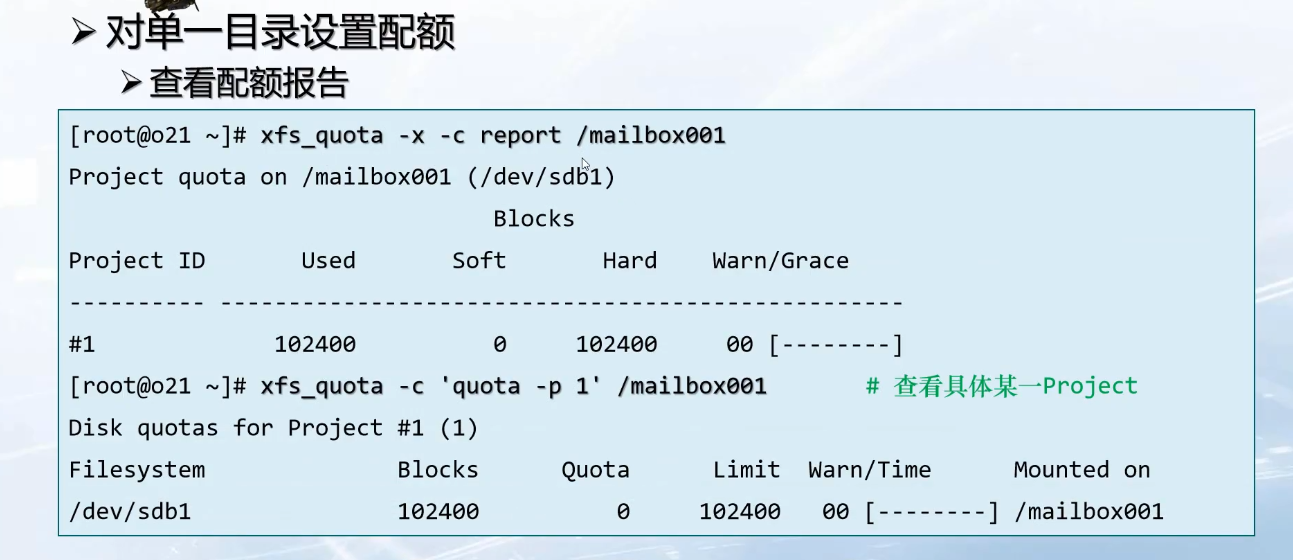 对单一目录设置配额
查看配额报告
[root@o21 ~]# xfs_quota -x -c report /mailbox001
Project quota on /mailbox001 (/dev/sdb1)
Blocks
Project ID Used Soft Hard Warn/Grace
---------- --------------------------------------------------
#1 102400 0 102400 00 [--------]
[root@o21 ~]# xfs_quota -c 'quota -p 1' /mailbox001 # 查看具体某一Project
Disk quotas for Project #1 (1)
Filesystem Blocks Quota Limit Warn/Time Mounted on
/dev/sdb1 102400 0 102400 00 [--------] /mailbox001